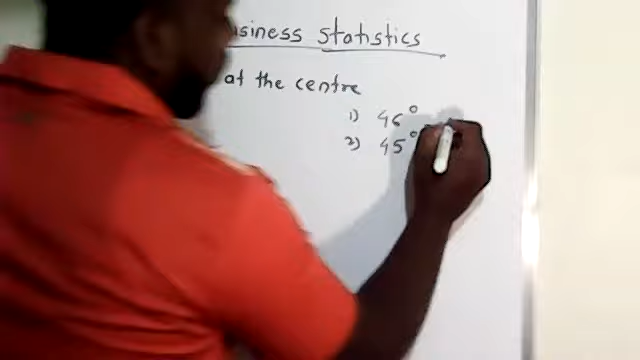 usiness Statistics
at the centre
1) 46°
2) 45°